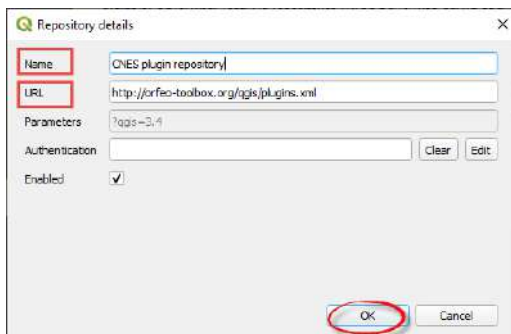 Repository details
Name CNES plugin repository
URL http://orfeo-toolbox.org/qgis/plugins.xml
Parameters ?qgis=3.4
Authentication Clear Edit
Enabled
OK Cancel